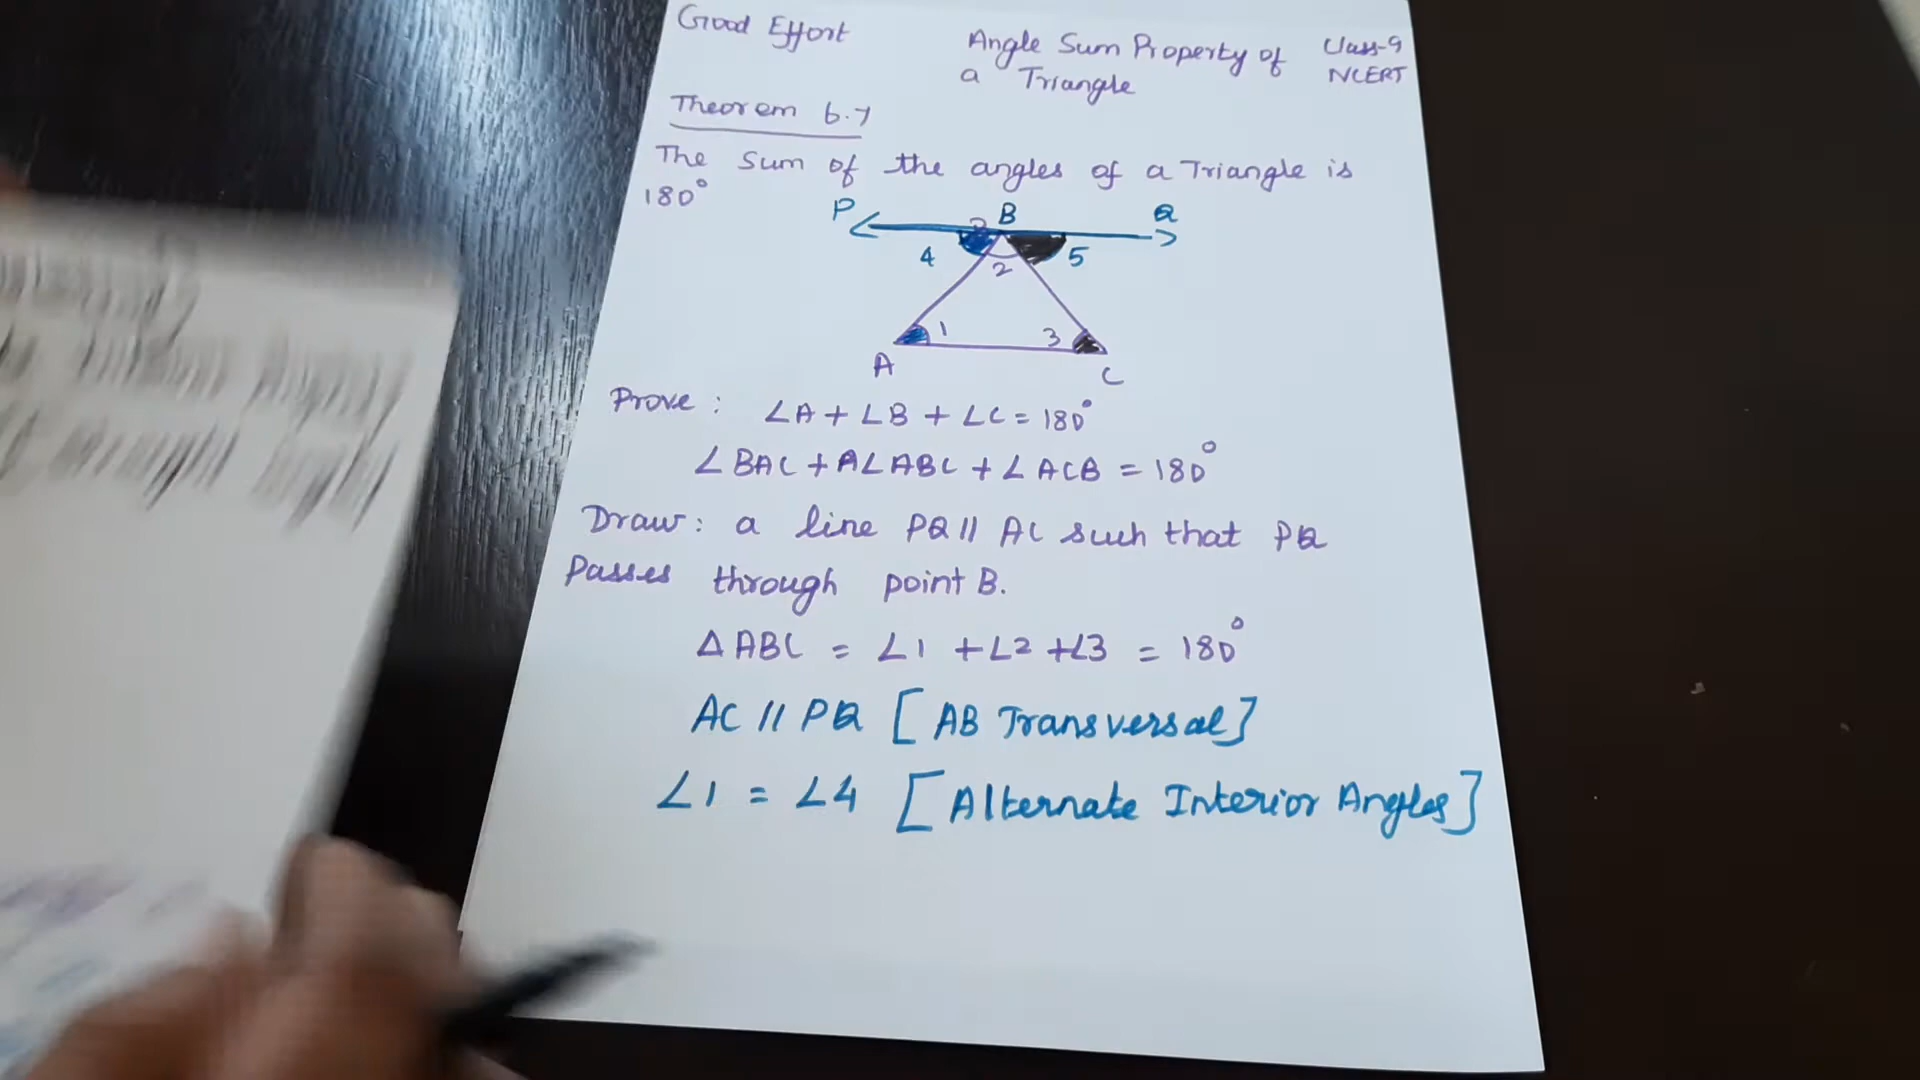 Good Effort
Angle Sum Property of
a Triangle
Class-9
NCERT
Theorem 6.7
The Sum of the angles of a Triangle is
180°
P B Q
4 2 5
1 3
A C
Prove: ∠A + ∠B + ∠C = 180°
∠BAC + A∠ABC + ∠ACB = 180°
Draw: a line PQ // AC such that PQ
Passes through point B.
△ABC = ∠1 + ∠2 + ∠3 = 180°
AC // PQ [AB Transversal]
∠1 = ∠4 [Alternate Interior Angles]